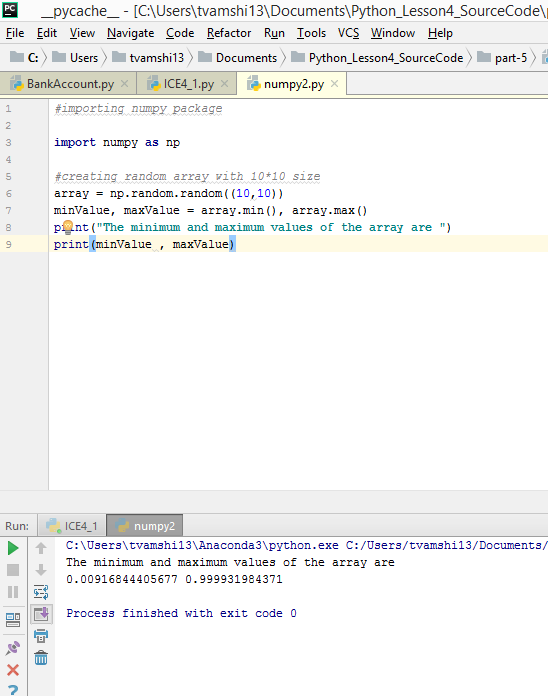 PC __pycache__ - [C:\Users\tvamshi13\Documents\Python_Lesson4_SourceCode\
File Edit View Navigate Code Refactor Run Tools VCS Window Help
C: Users tvamshi13 Documents Python_Lesson4_SourceCode part-5
BankAccount.py ICE4_1.py numpy2.py
1 #importing numpy package
2
3 import numpy as np
4
5 #creating random array with 10*10 size
6 array = np.random.random((10,10))
7 minValue, maxValue = array.min(), array.max()
8 print("The minimum and maximum values of the array are ")
9 print(minValue , maxValue)
Run: ICE4_1 numpy2
C:\Users\tvamshi13\Anaconda3\python.exe C:/Users/tvamshi13/Documents/
The minimum and maximum values of the array are
0.00916844405677 0.999931984371
Process finished with exit code 0